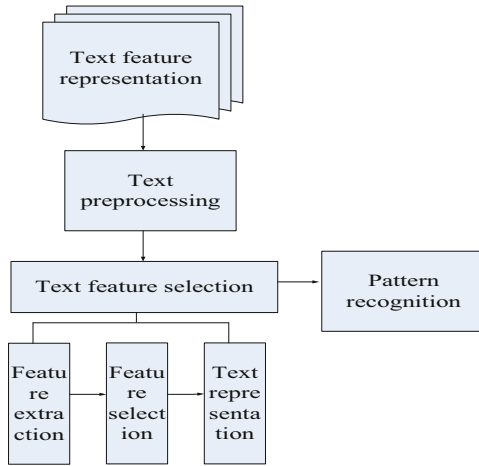 Text feature
representation
Text
preprocessing
Text feature selection
Pattern
recognition
Featu
re
extra
ction
Featu
re
select
ion
Text
repre
senta
tion